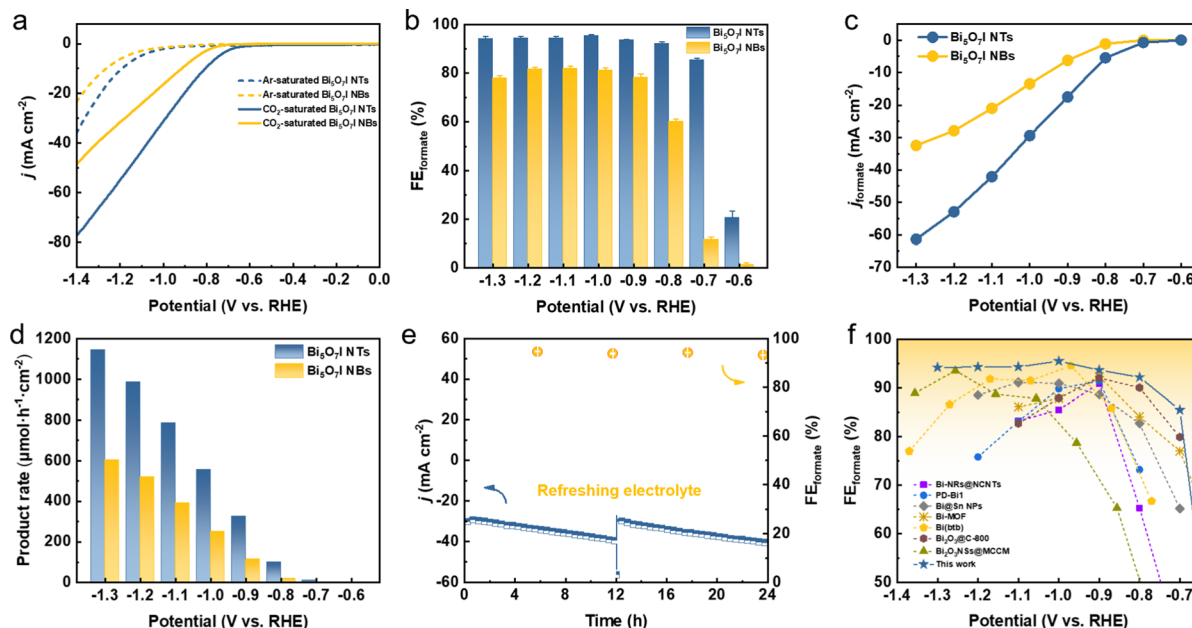 a
j (mA cm⁻²)
0
-20
-40
-60
-80
Ar-saturated Bi₅O₇I NTs
Ar-saturated Bi₅O₇I NBs
CO₂-saturated Bi₅O₇I NTs
CO₂-saturated Bi₅O₇I NBs
-1.4 -1.2 -1.0 -0.8 -0.6 -0.4 -0.2 0.0
Potential (V vs. RHE)
b
FEformate (%)
100
80
60
40
20
0
Bi₅O₇I NTs
Bi₅O₇I NBs
-1.3 -1.2 -1.1 -1.0 -0.9 -0.8 -0.7 -0.6
Potential (V vs. RHE)
c
jformate (mA cm⁻²)
0
-10
-20
-30
-40
-50
-60
-70
Bi₅O₇I NTs
Bi₅O₇I NBs
-1.3 -1.2 -1.1 -1.0 -0.9 -0.8 -0.7 -0.6
Potential (V vs. RHE)
d
Product rate (μmol·h⁻¹·cm⁻²)
1200
1000
800
600
400
200
0
Bi₅O₇I NTs
Bi₅O₇I NBs
-1.3 -1.2 -1.1 -1.0 -0.9 -0.8 -0.7 -0.6
Potential (V vs. RHE)
e
j (mA cm⁻²)
60
40
20
0
-20
-40
-60
Refreshing electrolyte
100
80
60
40
20
0
FEformate (%)
0 4 8 12 16 20 24
Time (h)
f
FEformate (%)
100
90
80
70
60
50
Bi-NRs@NCNTs
PD-Bi1
Bi@Sn NPs
Bi-MOF
Bi(btb)
Bi₂O₃@C-800
Bi₂O₃NSs@MCCM
This work
-1.4 -1.3 -1.2 -1.1 -1.0 -0.9 -0.8 -0.7
Potential (V vs. RHE)